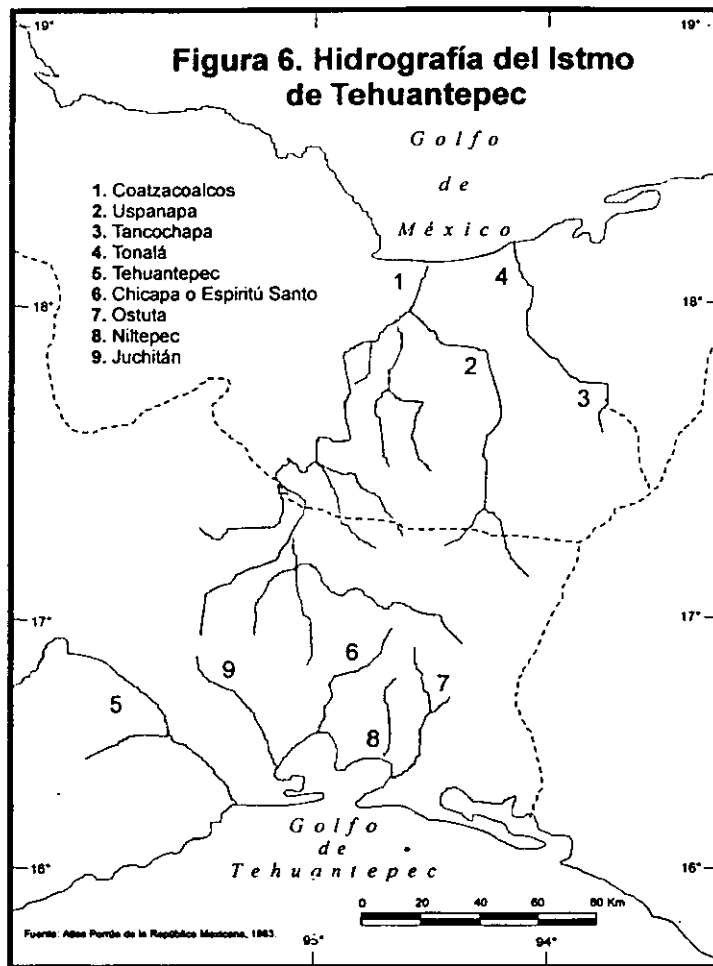 19°
19°
Figura 6. Hidrografía del Istmo
de Tehuantepec
Golfo
de
México
1. Coatzacoalcos
2. Uspanapa
3. Tancochapa
4. Tonalá
5. Tehuantepec
6. Chicapa o Espiritú Santo
7. Ostuta
8. Niltepec
9. Juchitán
1
4
18°
18°
2
3
17°
17°
6
9
7
5
8
Golfo
de
Tehuantepec
16°
16°
0 20 40 60 80 Km
Fuente: Atlas Porrúa de la República Mexicana, 1983.
95°
94°